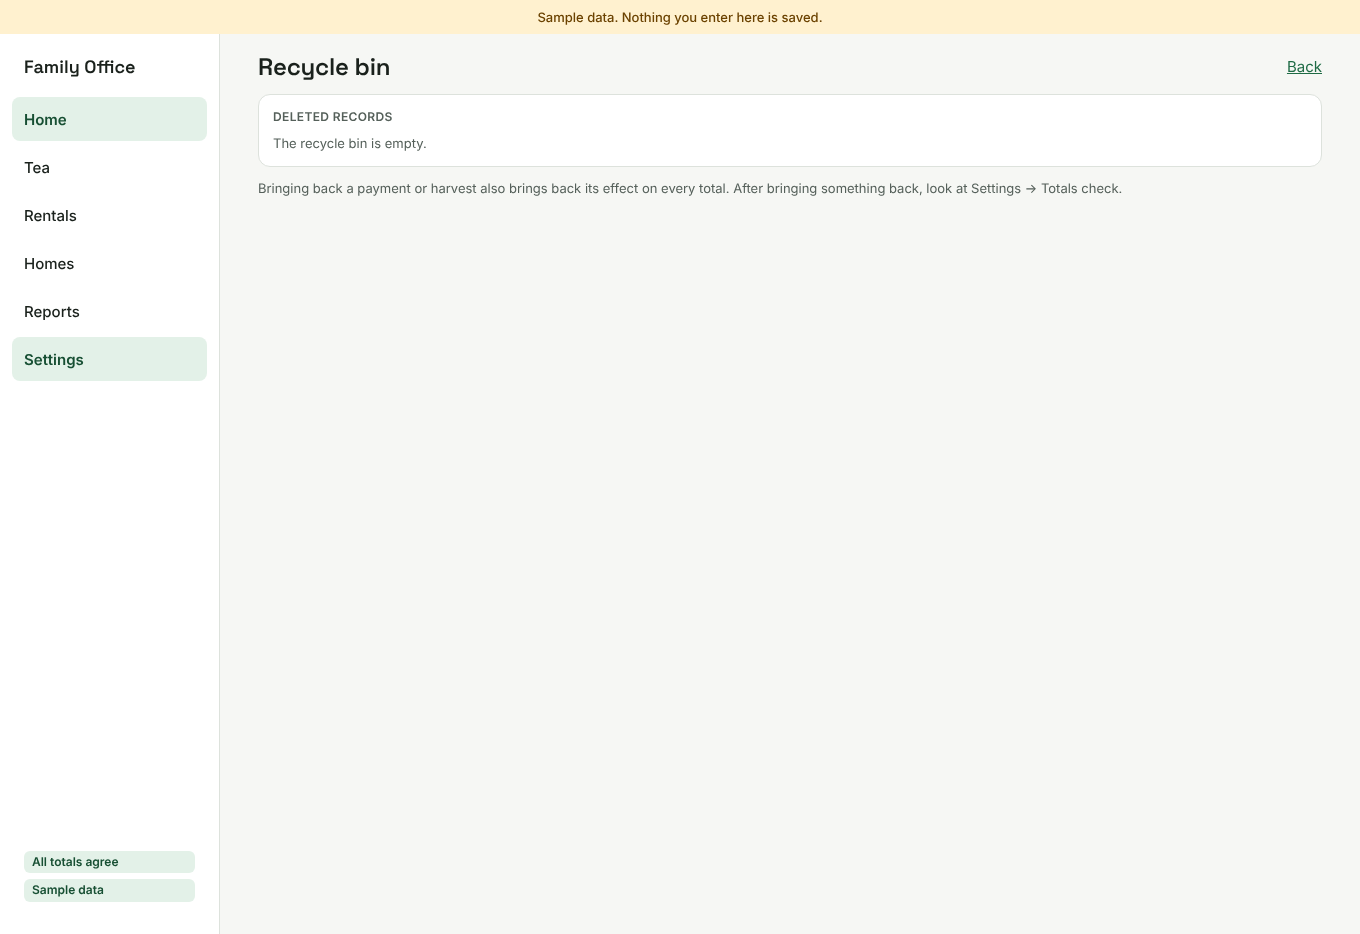 Sample data. Nothing you enter here is saved.
Family Office
Home
Tea
Rentals
Homes
Reports
Settings
All totals agree
Sample data
Recycle bin
Back
DELETED RECORDS
The recycle bin is empty.
Bringing back a payment or harvest also brings back its effect on every total. After bringing something back, look at Settings → Totals check.